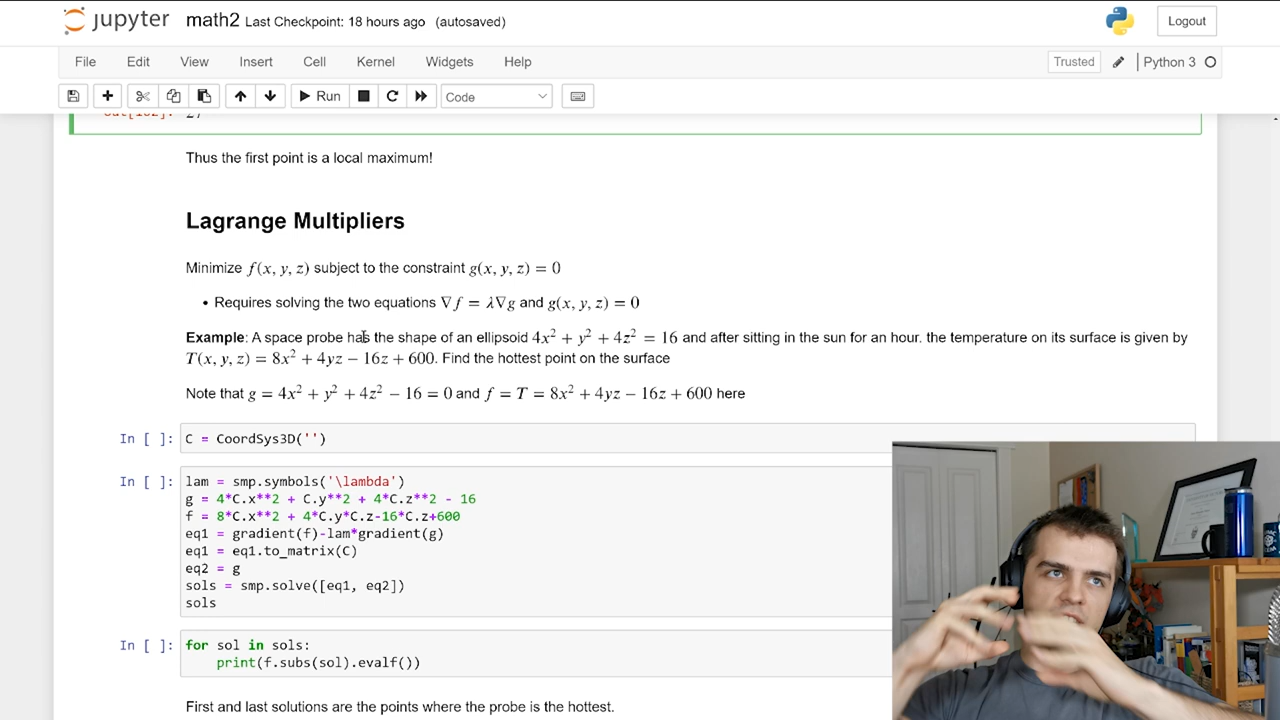 jupyter math2 Last Checkpoint: 18 hours ago (autosaved) Logout
File Edit View Insert Cell Kernel Widgets Help Trusted Python 3
Run Code
Thus the first point is a local maximum!
Lagrange Multipliers
Minimize f(x, y, z) subject to the constraint g(x, y, z) = 0
• Requires solving the two equations ∇f = λ∇g and g(x, y, z) = 0
Example: A space probe has the shape of an ellipsoid 4x² + y² + 4z² = 16 and after sitting in the sun for an hour. the temperature on its surface is given by
T(x, y, z) = 8x² + 4yz − 16z + 600. Find the hottest point on the surface
Note that g = 4x² + y² + 4z² − 16 = 0 and f = T = 8x² + 4yz − 16z + 600 here
In [ ]: C = CoordSys3D('')
In [ ]: lam = smp.symbols('\lambda')
g = 4*C.x**2 + C.y**2 + 4*C.z**2 - 16
f = 8*C.x**2 + 4*C.y*C.z-16*C.z+600
eq1 = gradient(f)-lam*gradient(g)
eq1 = eq1.to_matrix(C)
eq2 = g
sols = smp.solve([eq1, eq2])
sols
In [ ]: for sol in sols:
print(f.subs(sol).evalf())
First and last solutions are the points where the probe is the hottest.